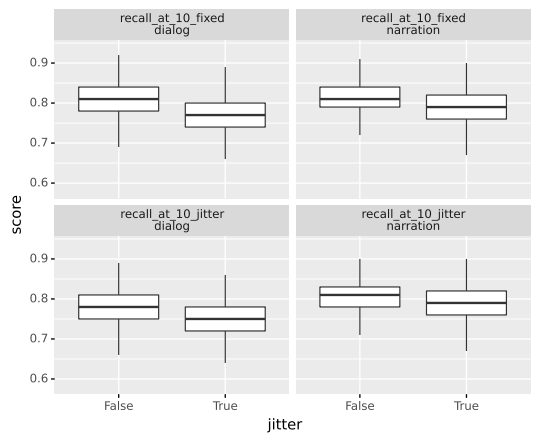 recall_at_10_fixed
dialog
recall_at_10_fixed
narration
0.9
0.8
0.7
0.6
recall_at_10_jitter
dialog
recall_at_10_jitter
narration
0.9
0.8
0.7
0.6
score
False
True
False
True
jitter